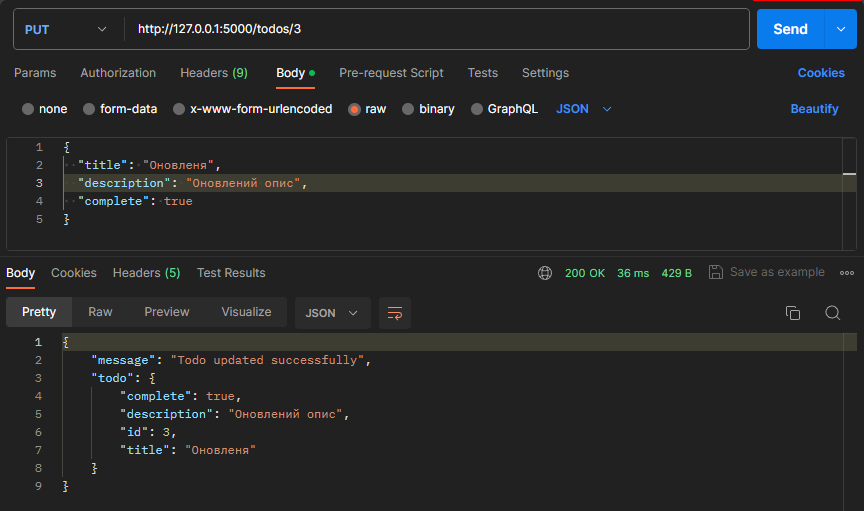 PUT http://127.0.0.1:5000/todos/3 Send
Params Authorization Headers (9) Body Pre-request Script Tests Settings Cookies
none form-data x-www-form-urlencoded raw binary GraphQL JSON Beautify
1 {
2 "title": "Оновленя",
3 "description": "Оновлений опис",
4 "complete": true
5 }
Body Cookies Headers (5) Test Results 200 OK 36 ms 429 B Save as example
Pretty Raw Preview Visualize JSON
1 {
2 "message": "Todo updated successfully",
3 "todo": {
4 "complete": true,
5 "description": "Оновлений опис",
6 "id": 3,
7 "title": "Оновленя"
8 }
9 }